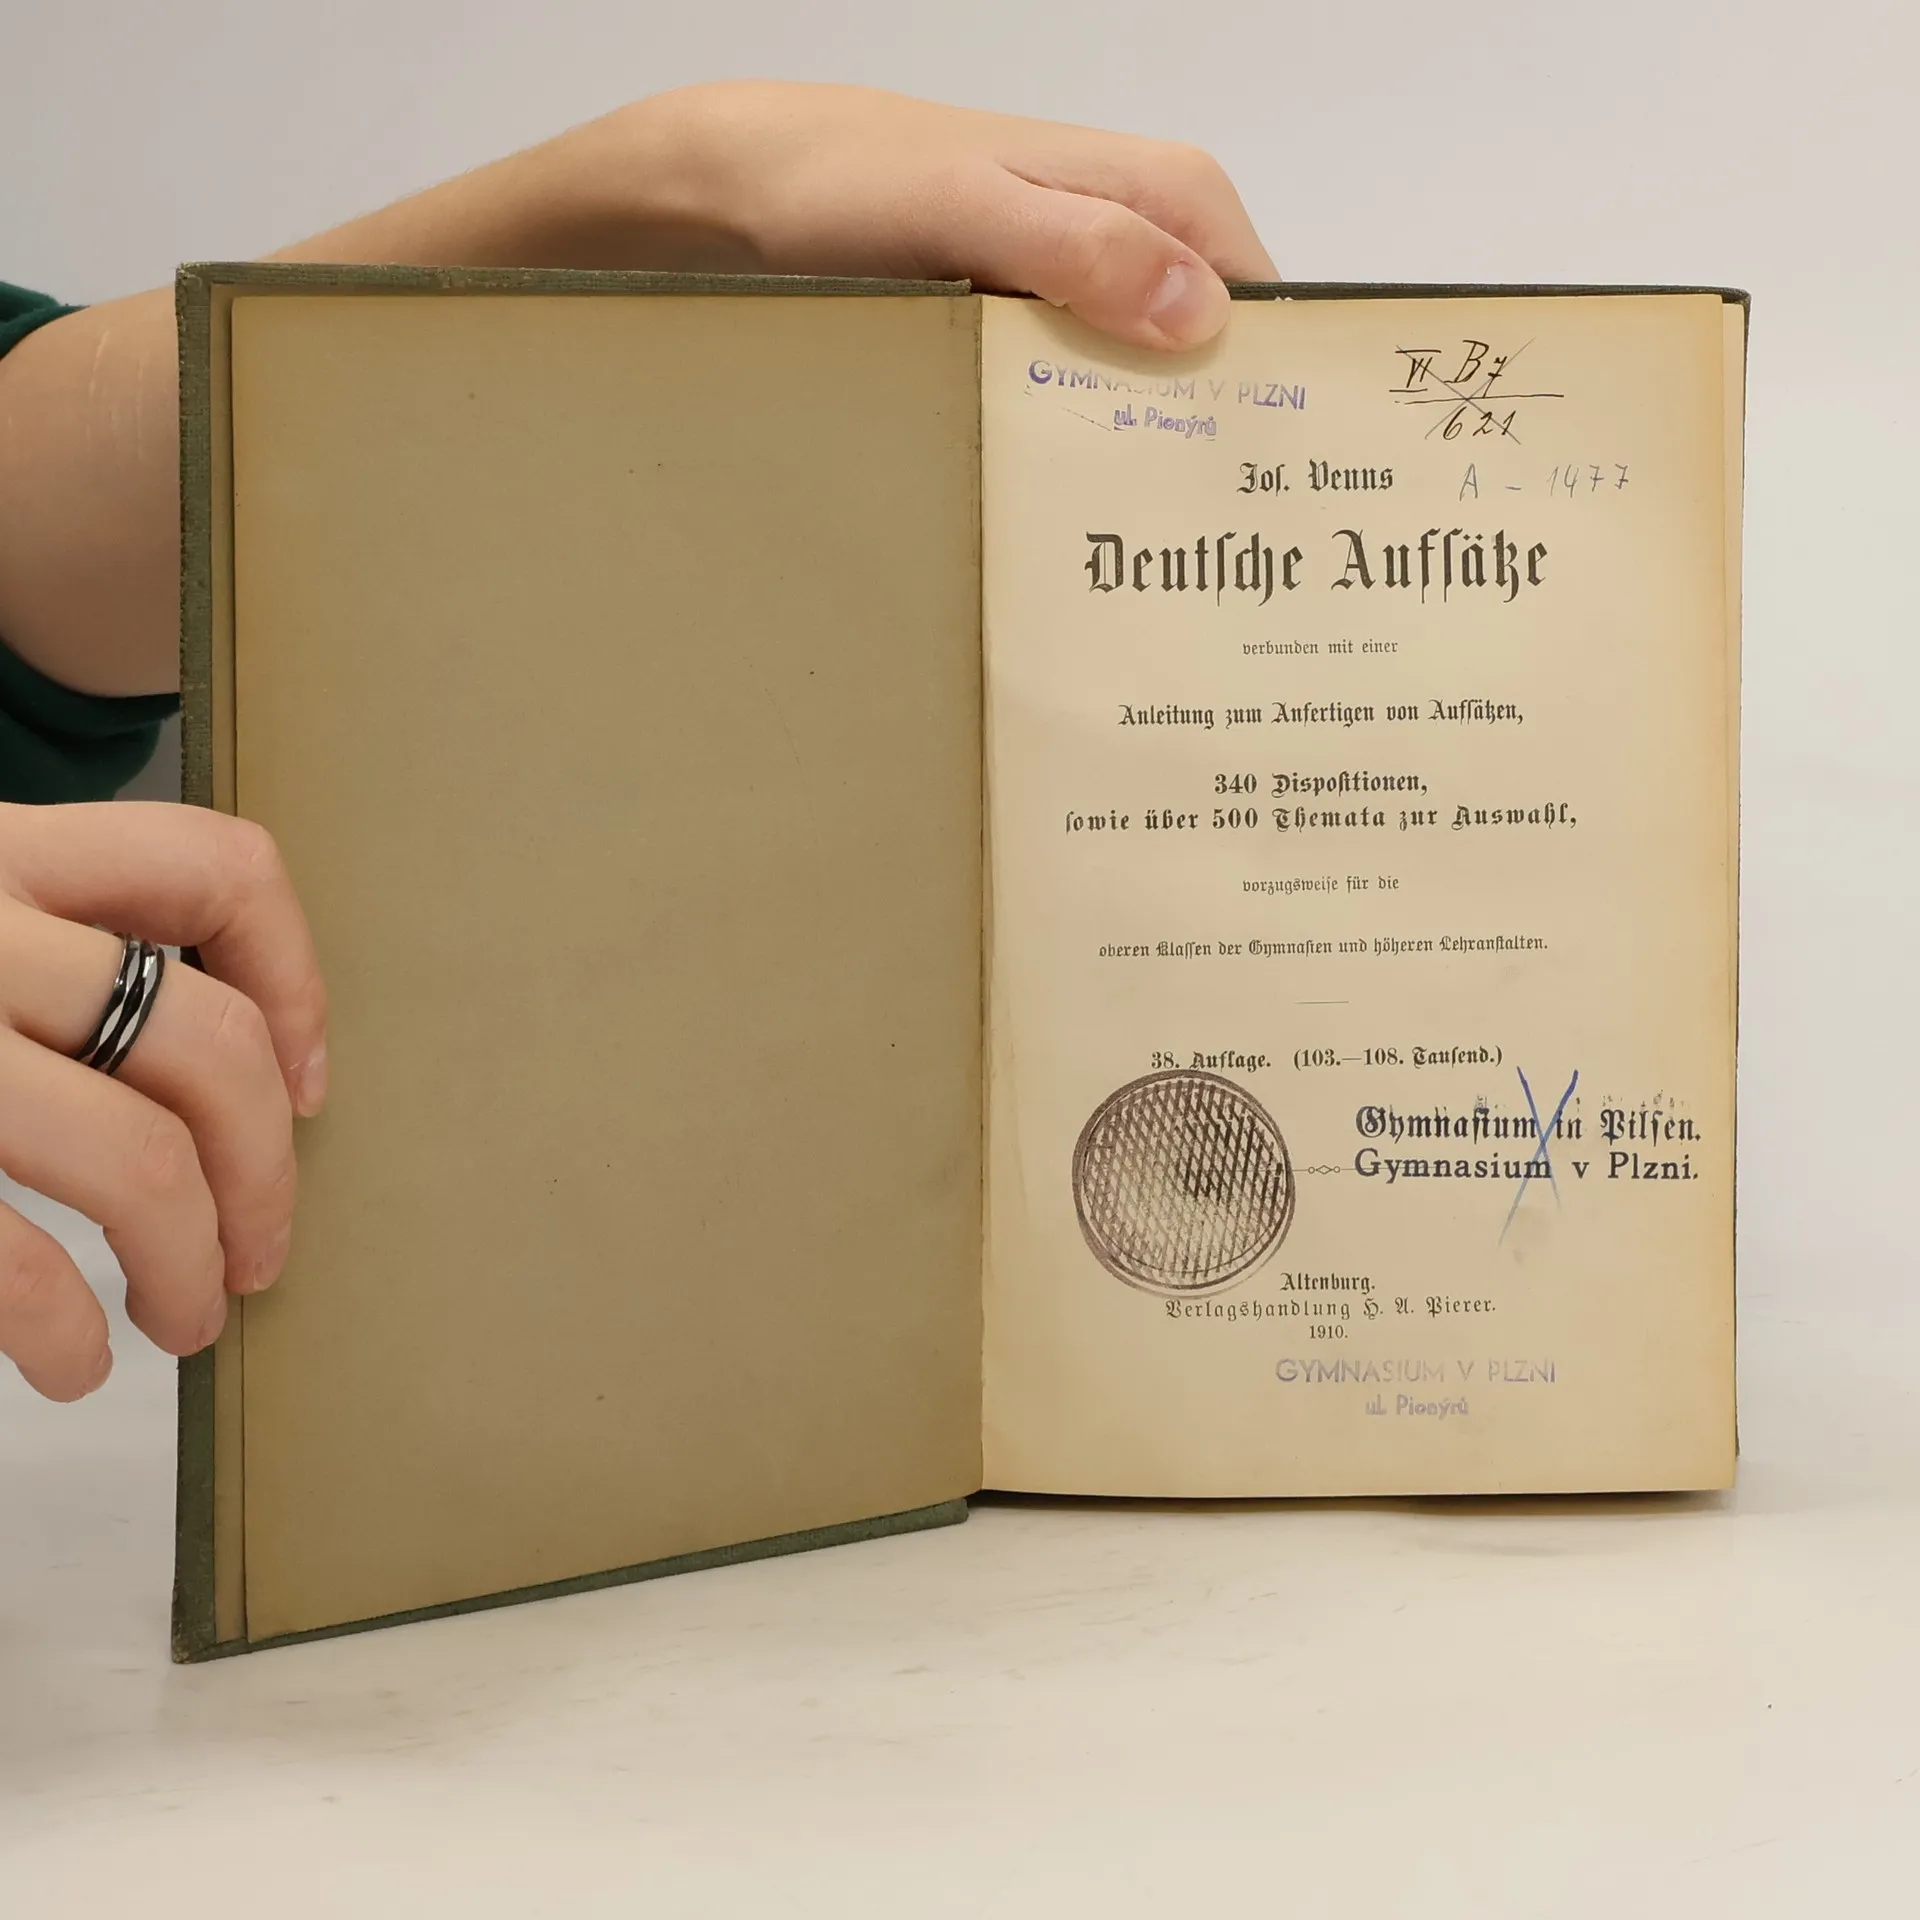 GYMNASIUM V PLZNI
ul. Pionýrů
VI B7
621
Jos. Venns
A - 1477
Deutsche Aufsätze
verbunden mit einer
Anleitung zum Anfertigen von Aufsätzen,
340 Dispositionen,
sowie über 500 Themata zur Auswahl,
vorzugsweise für die
oberen Klassen der Gymnasien und höheren Lehranstalten.
38. Auflage. (103.—108. Tausend.)
Gymnasium in Pilsen.
Gymnasium v Plzni.
Altenburg.
Verlagshandlung H. A. Pierer.
1910.
GYMNASIUM V PLZNI
ul. Pionýrů